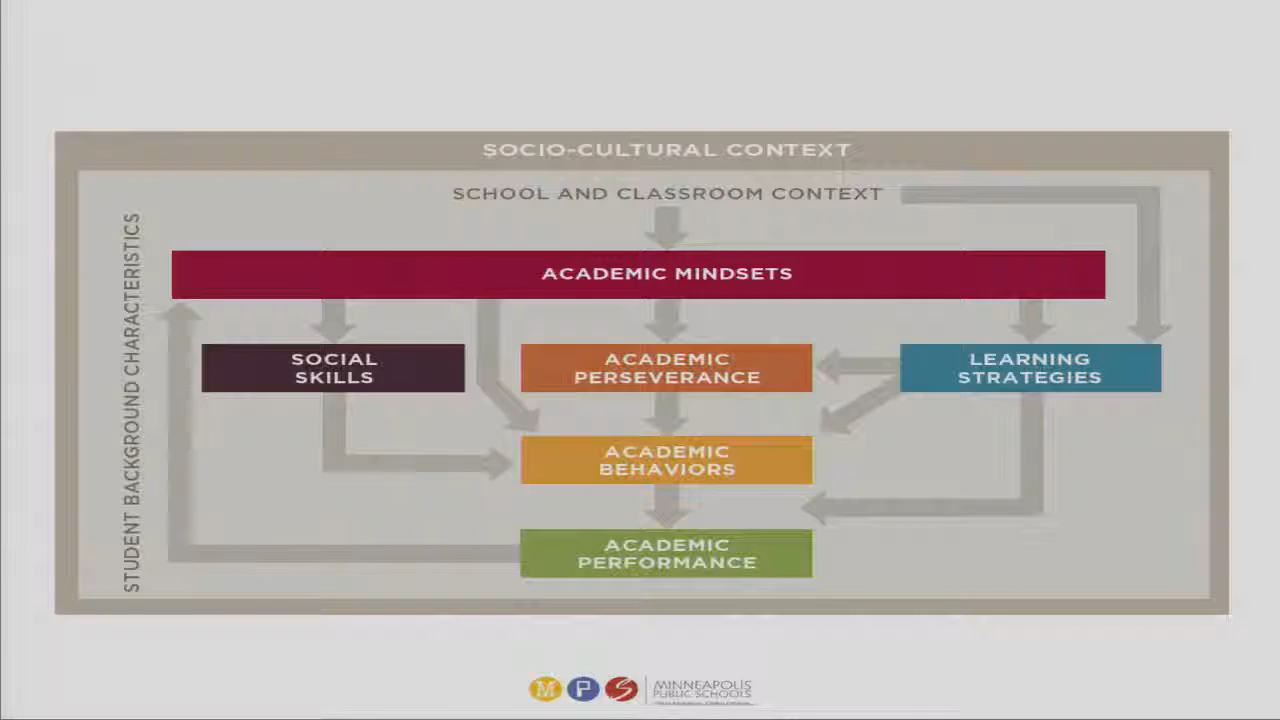 SOCIO-CULTURAL CONTEXT
SCHOOL AND CLASSROOM CONTEXT
STUDENT BACKGROUND CHARACTERISTICS
ACADEMIC MINDSETS
SOCIAL
SKILLS
ACADEMIC
PERSEVERANCE
LEARNING
STRATEGIES
ACADEMIC
BEHAVIORS
ACADEMIC
PERFORMANCE
M P S
MINNEAPOLIS
PUBLIC SCHOOLS